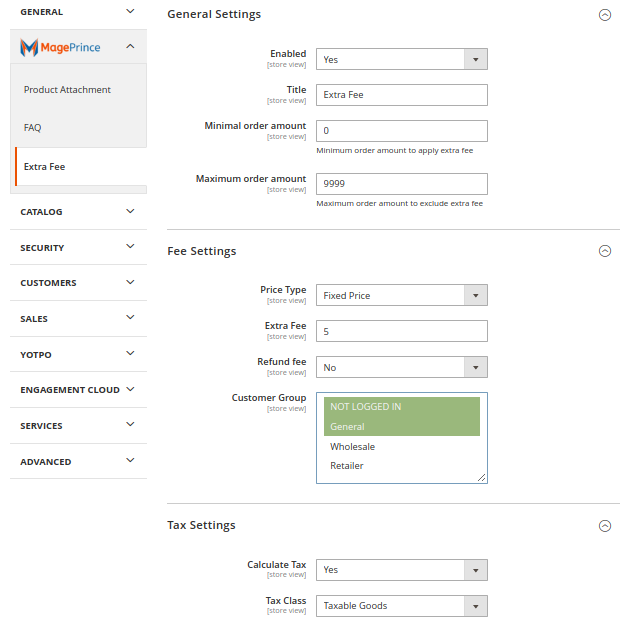 GENERAL
MagePrince
Product Attachment
FAQ
Extra Fee
CATALOG
SECURITY
CUSTOMERS
SALES
YOTPO
ENGAGEMENT CLOUD
SERVICES
ADVANCED
General Settings
Enabled
[store view]
Yes
Title
[store view]
Extra Fee
Minimal order amount
[store view]
0
Minimum order amount to apply extra fee
Maximum order amount
[store view]
9999
Maximum order amount to exclude extra fee
Fee Settings
Price Type
[store view]
Fixed Price
Extra Fee
[store view]
5
Refund fee
[store view]
No
Customer Group
[store view]
NOT LOGGED IN
General
Wholesale
Retailer
Tax Settings
Calculate Tax
[store view]
Yes
Tax Class
[store view]
Taxable Goods